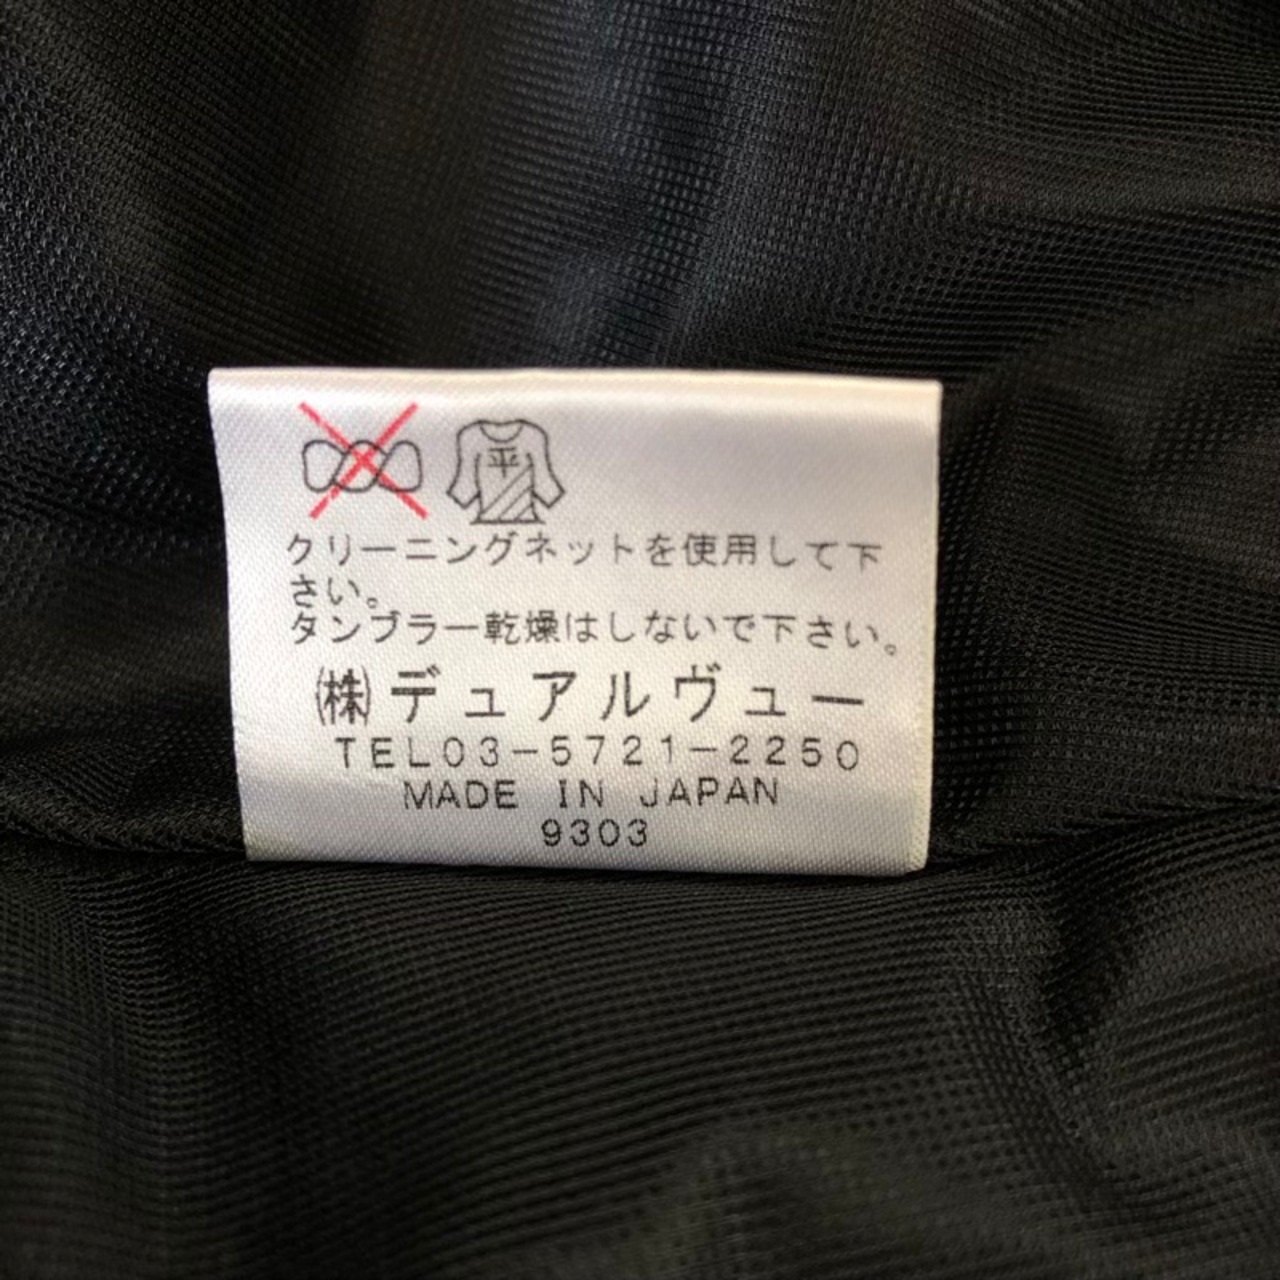 平
クリーニングネットを使用して下
さい。
タンブラー乾燥はしないで下さい。
㈱デュアルヴュー
TEL03-5721-2250
MADE IN JAPAN
9303